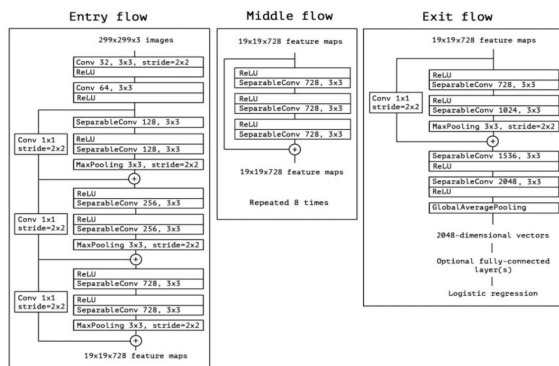 Entry flow
299x299x3 images
Conv 32, 3x3, stride=2x2
ReLU
Conv 64, 3x3
ReLU
Conv 1x1
stride=2x2
SeparableConv 128, 3x3
ReLU
SeparableConv 128, 3x3
MaxPooling 3x3, stride=2x2
+
Conv 1x1
stride=2x2
ReLU
SeparableConv 256, 3x3
ReLU
SeparableConv 256, 3x3
MaxPooling 3x3, stride=2x2
+
Conv 1x1
stride=2x2
ReLU
SeparableConv 728, 3x3
ReLU
SeparableConv 728, 3x3
MaxPooling 3x3, stride=2x2
+
19x19x728 feature maps
Middle flow
19x19x728 feature maps
ReLU
SeparableConv 728, 3x3
ReLU
SeparableConv 728, 3x3
ReLU
SeparableConv 728, 3x3
+
19x19x728 feature maps
Repeated 8 times
Exit flow
19x19x728 feature maps
Conv 1x1
stride=2x2
ReLU
SeparableConv 728, 3x3
ReLU
SeparableConv 1024, 3x3
MaxPooling 3x3, stride=2x2
+
SeparableConv 1536, 3x3
ReLU
SeparableConv 2048, 3x3
ReLU
GlobalAveragePooling
2048-dimensional vectors
Optional fully-connected
layer(s)
Logistic regression